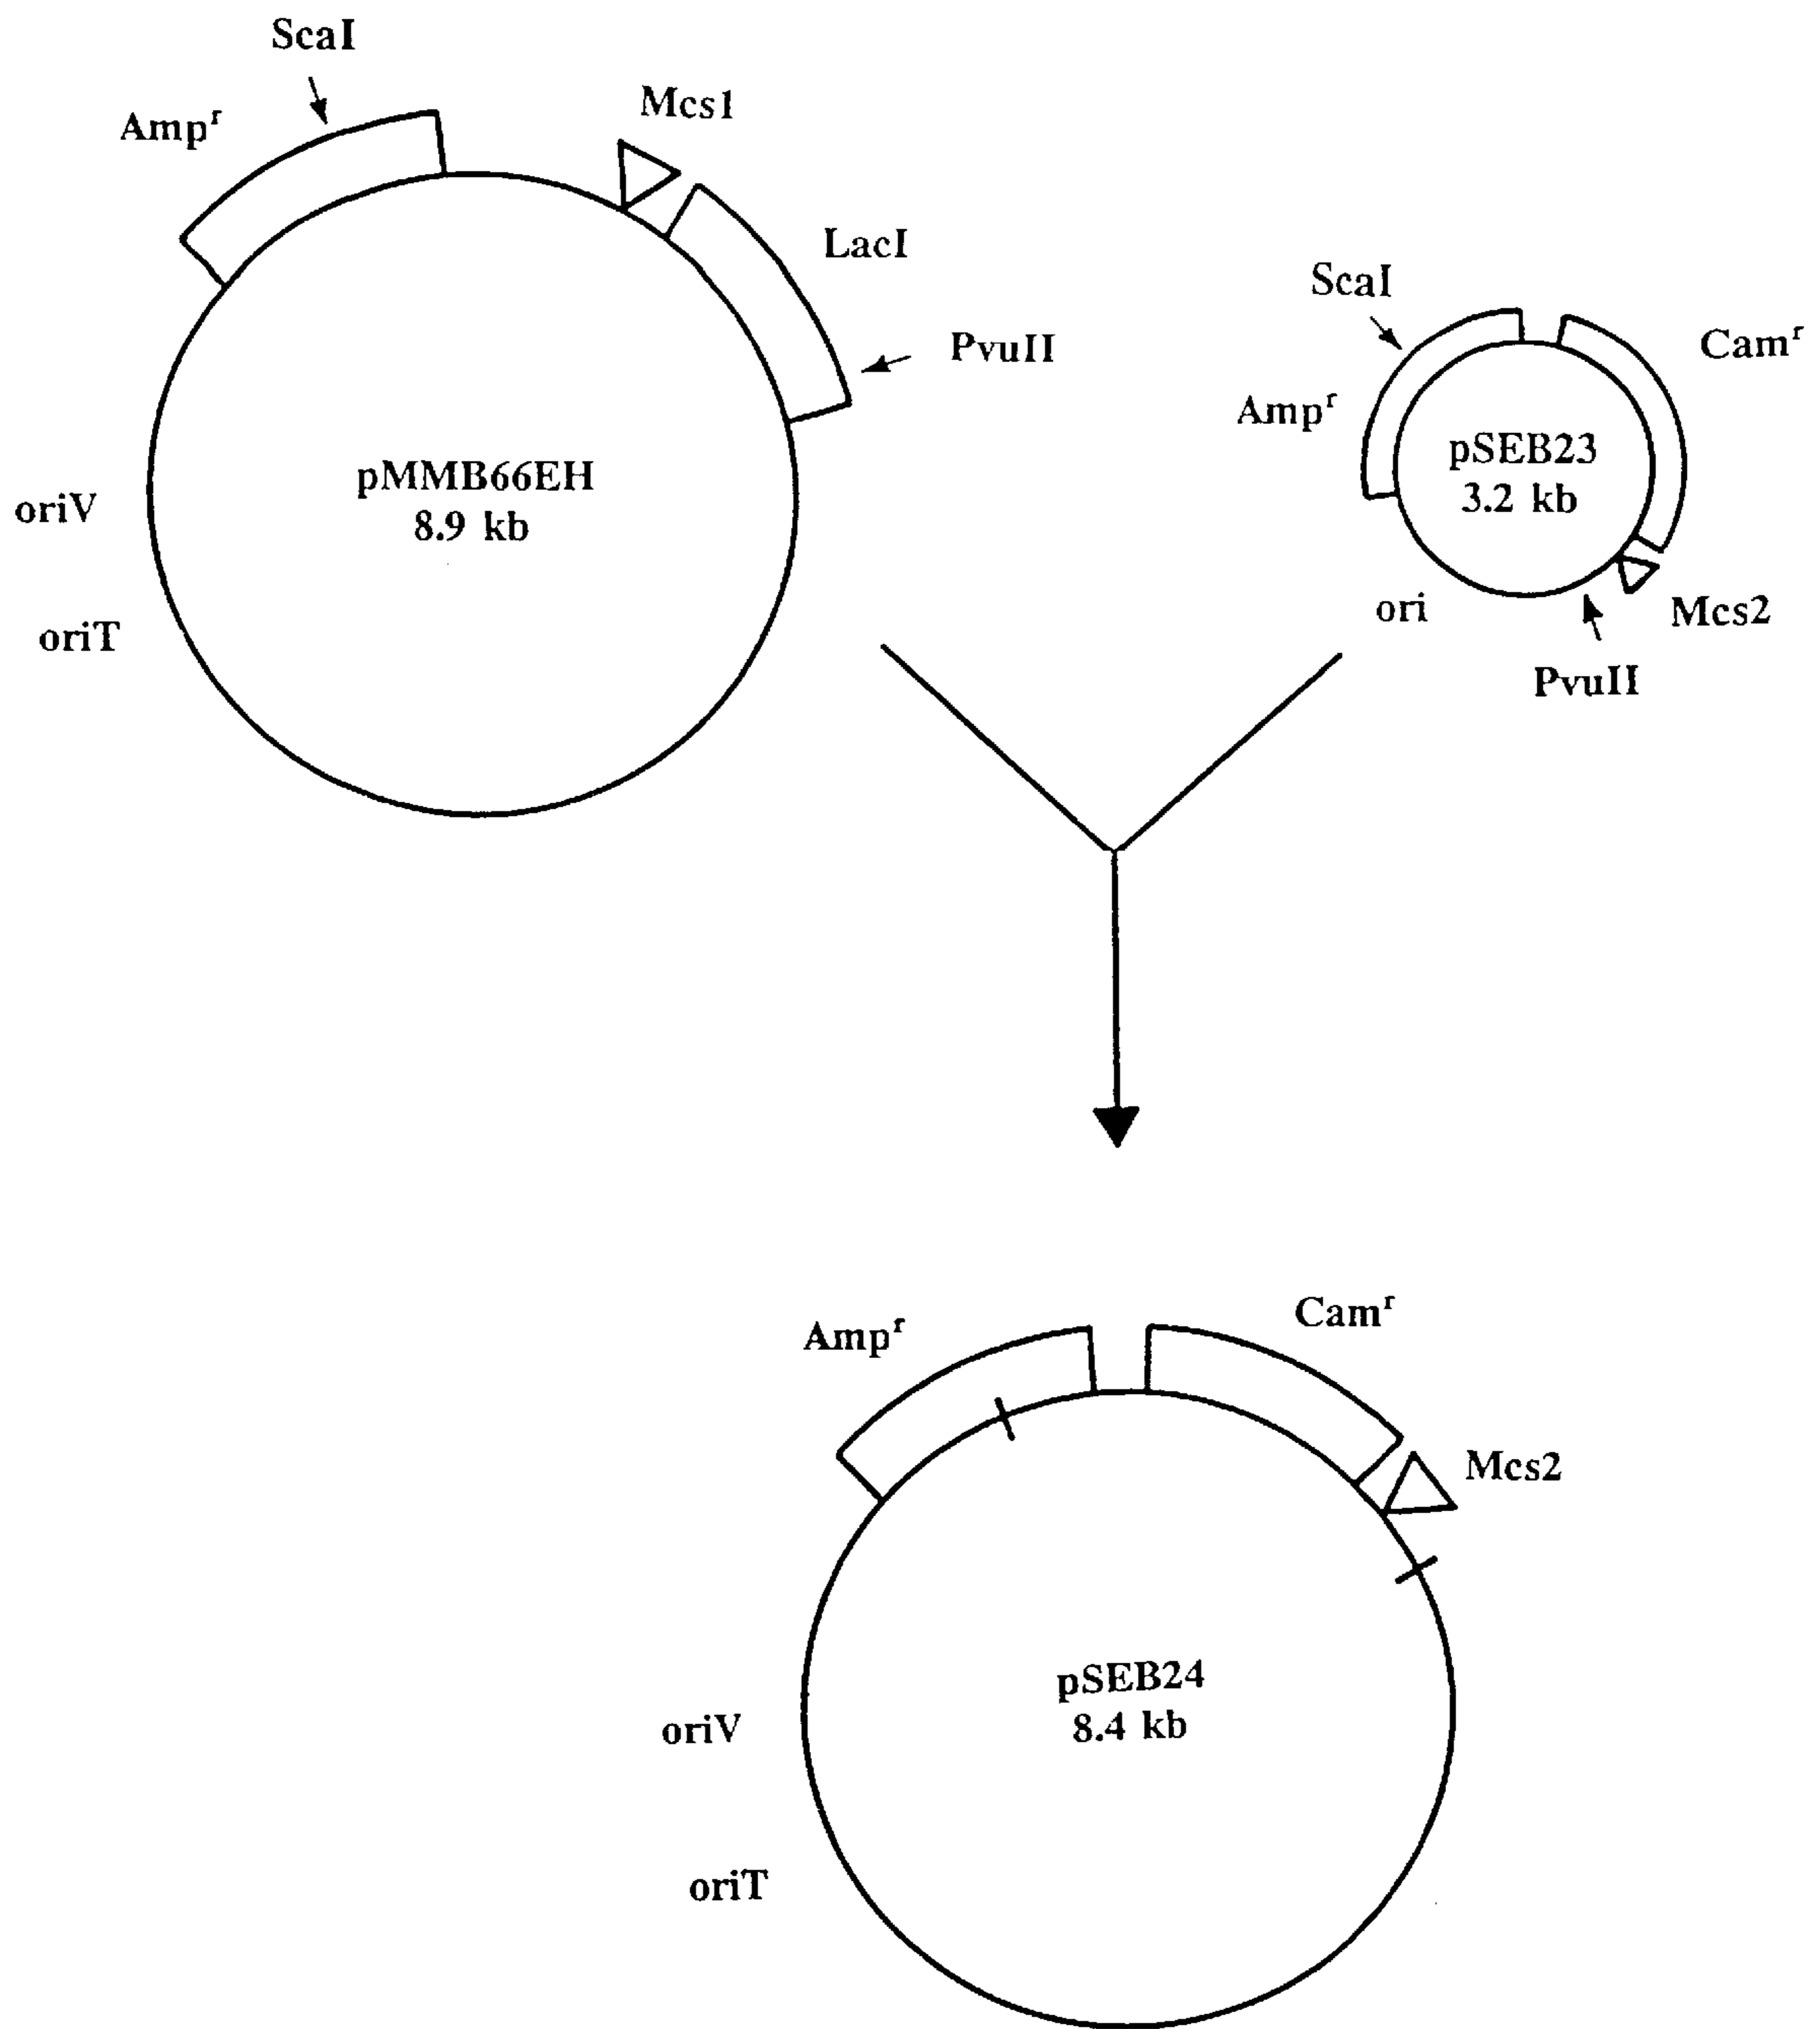 ScaI
Mcs1
Ampʳ
LacI
ScaI
PvuII
Camʳ
Ampʳ
pSEB23
3.2 kb
pMMB66EH
8.9 kb
oriV
ori
Mcs2
oriT
PvuII
Camʳ
Ampʳ
Mcs2
pSEB24
8.4 kb
oriV
oriT